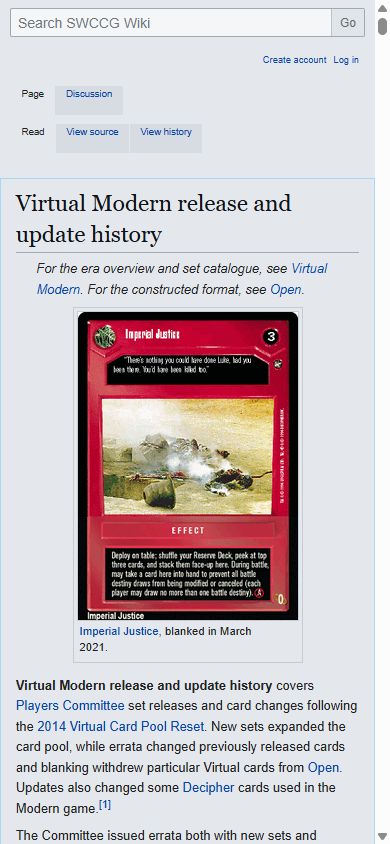 Search SWCCG Wiki
Go
Create account Log in
Page Discussion
Read View source View history
Virtual Modern release and
update history
For the era overview and set catalogue, see Virtual
Modern. For the constructed format, see Open.
Imperial Justice
3
"There's nothing you could have done Luke, had you
been there. You'd have been killed too."
EFFECT
Deploy on table; shuffle your Reserve Deck, peek at top
three cards, and stack them face-up here. During battle,
may take a card here into hand to prevent all battle
destiny draws from being modified or canceled (each
player may draw no more than one battle destiny). A
0
Imperial Justice
Imperial Justice, blanked in March
2021.
Virtual Modern release and update history covers
Players Committee set releases and card changes following
the 2014 Virtual Card Pool Reset. New sets expanded the
card pool, while errata changed previously released cards
and blanking withdrew particular Virtual cards from Open.
Updates also changed some Decipher cards used in the
Modern game.[1]
The Committee issued errata both with new sets and